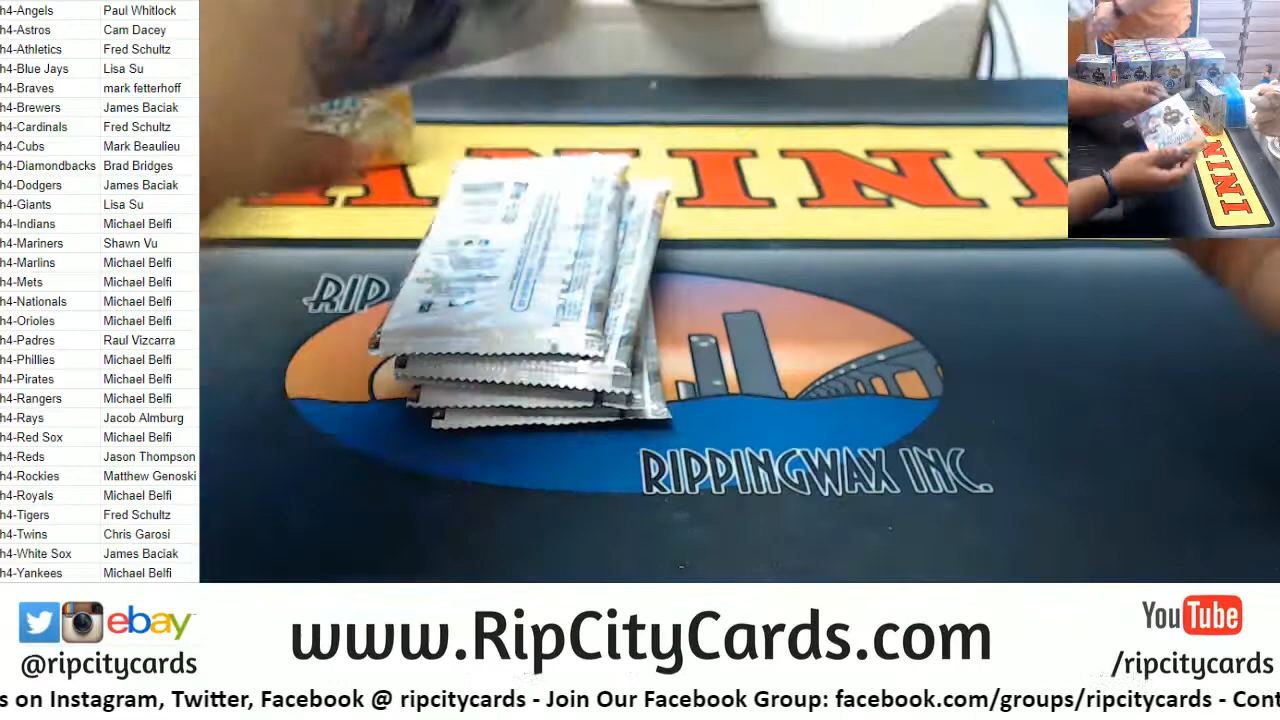 h4-Angels Paul Whitlock
h4-Astros Cam Dacey
h4-Athletics Fred Schultz
h4-Blue Jays Lisa Su
h4-Braves mark fetterhoff
h4-Brewers James Baciak
h4-Cardinals Fred Schultz
h4-Cubs Mark Beaulieu
h4-Diamondbacks Brad Bridges
h4-Dodgers James Baciak
h4-Giants Lisa Su
h4-Indians Michael Belfi
h4-Mariners Shawn Vu
h4-Marlins Michael Belfi
h4-Mets Michael Belfi
h4-Nationals Michael Belfi
h4-Orioles Michael Belfi
h4-Padres Raul Vizcarra
h4-Phillies Michael Belfi
h4-Pirates Michael Belfi
h4-Rangers Michael Belfi
h4-Rays Jacob Almburg
h4-Red Sox Michael Belfi
h4-Reds Jason Thompson
h4-Rockies Matthew Genoski
h4-Royals Michael Belfi
h4-Tigers Fred Schultz
h4-Twins Chris Garosi
h4-White Sox James Baciak
h4-Yankees Michael Belfi
ANINI
ININI
RIP
RIPPINGWAX INC.
ebay
@ripcitycards
www.RipCityCards.com
YouTube
/ripcitycards
s on Instagram, Twitter, Facebook @ ripcitycards - Join Our Facebook Group: facebook.com/groups/ripcitycards - Cont